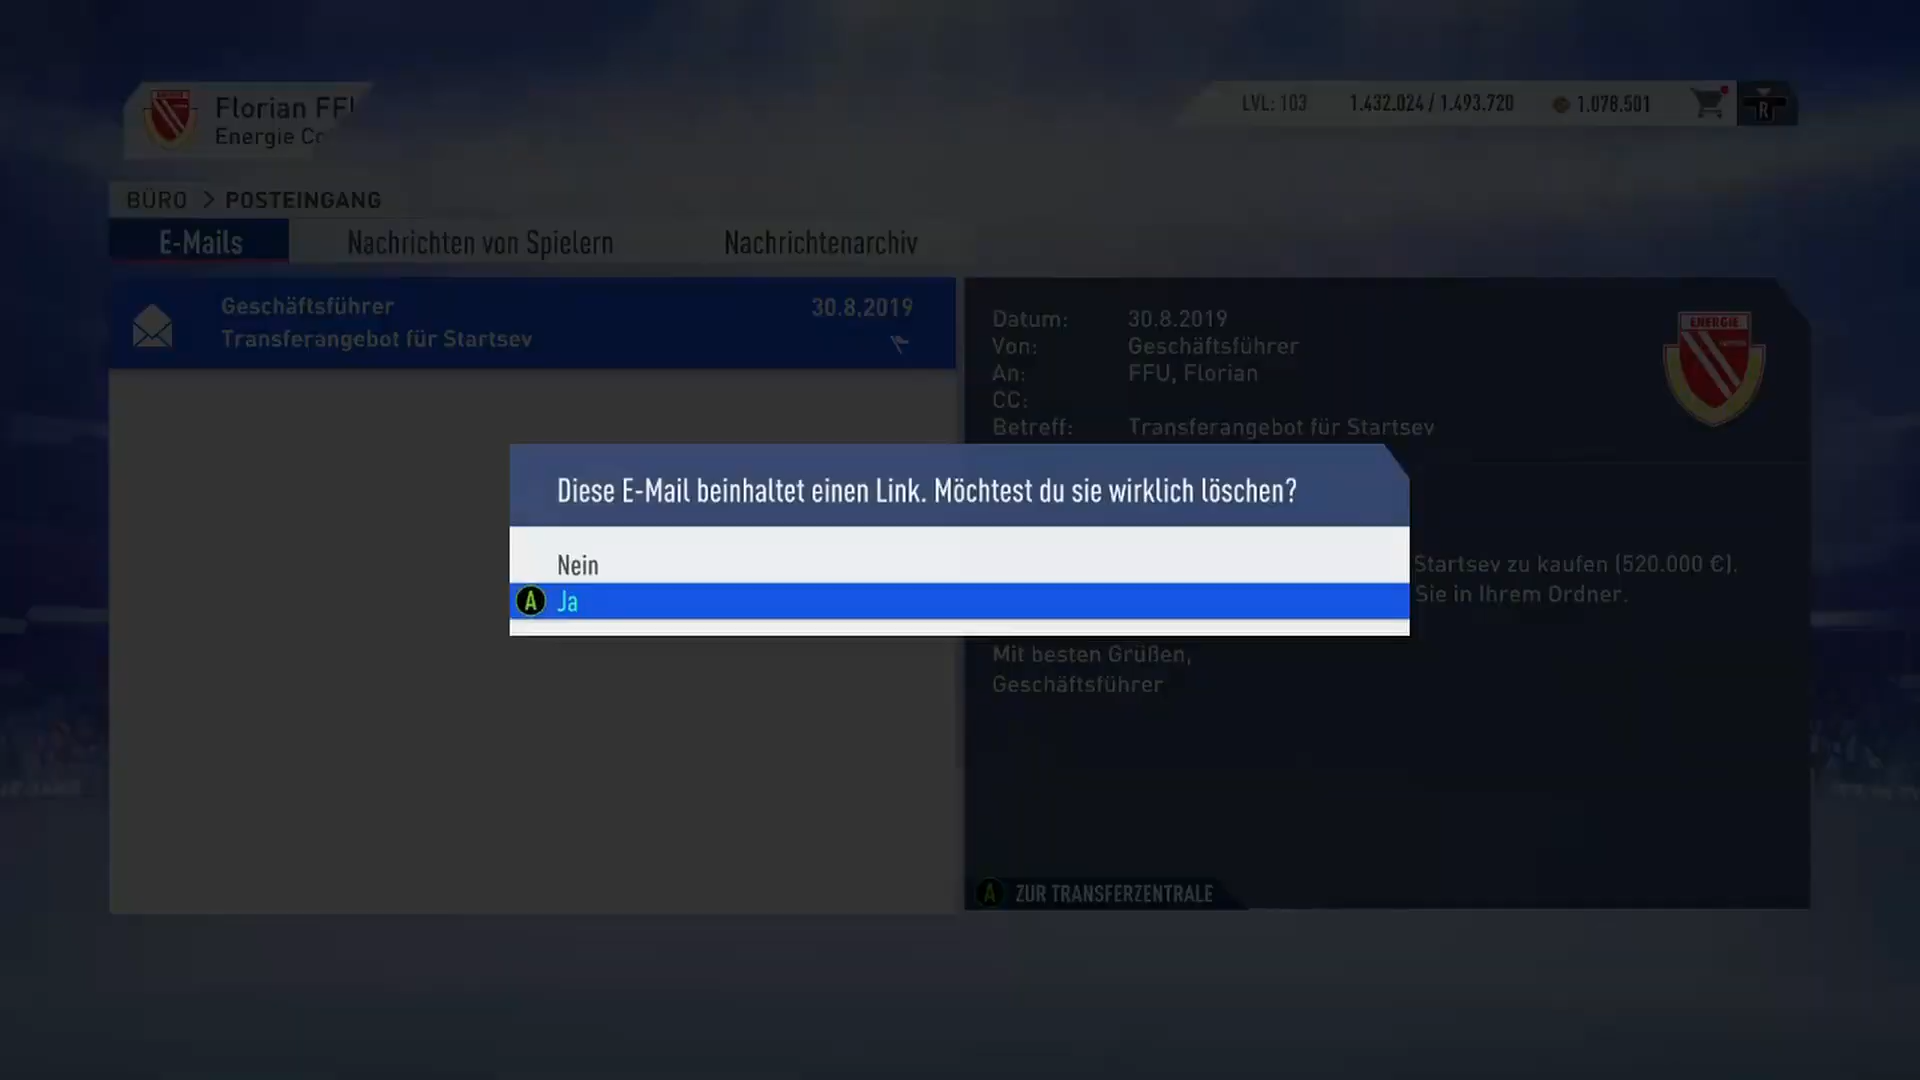 Florian FF
Energie Co
LVL: 103
1.432.024 / 1.493.720
1.078.501
R
BÜRO > POSTEINGANG
E-Mails
Nachrichten von Spielern
Nachrichtenarchiv
Geschäftsführer
30.8.2019
Transferangebot für Startsev
Datum: 30.8.2019
Von: Geschäftsführer
An: FFU, Florian
CC:
Betreff: Transferangebot für Startsev
ENERGIE
Diese E-Mail beinhaltet einen Link. Möchtest du sie wirklich löschen?
Nein
A Ja
Startsev zu kaufen (520.000 €).
Sie in Ihrem Ordner.
Mit besten Grüßen,
Geschäftsführer
A ZUR TRANSFERZENTRALE